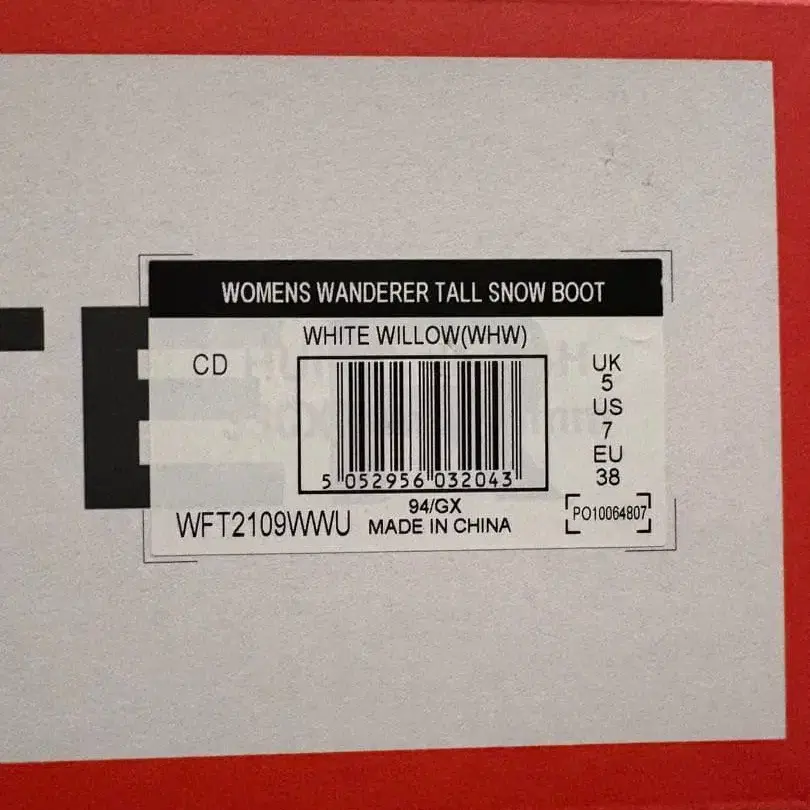 TE
WOMENS WANDERER TALL SNOW BOOT
WHITE WILLOW(WHW)
CD
UK
5
US
7
EU
38
5 052956 032043
94/GX
MADE IN CHINA
WFT2109WWU
PO10064807